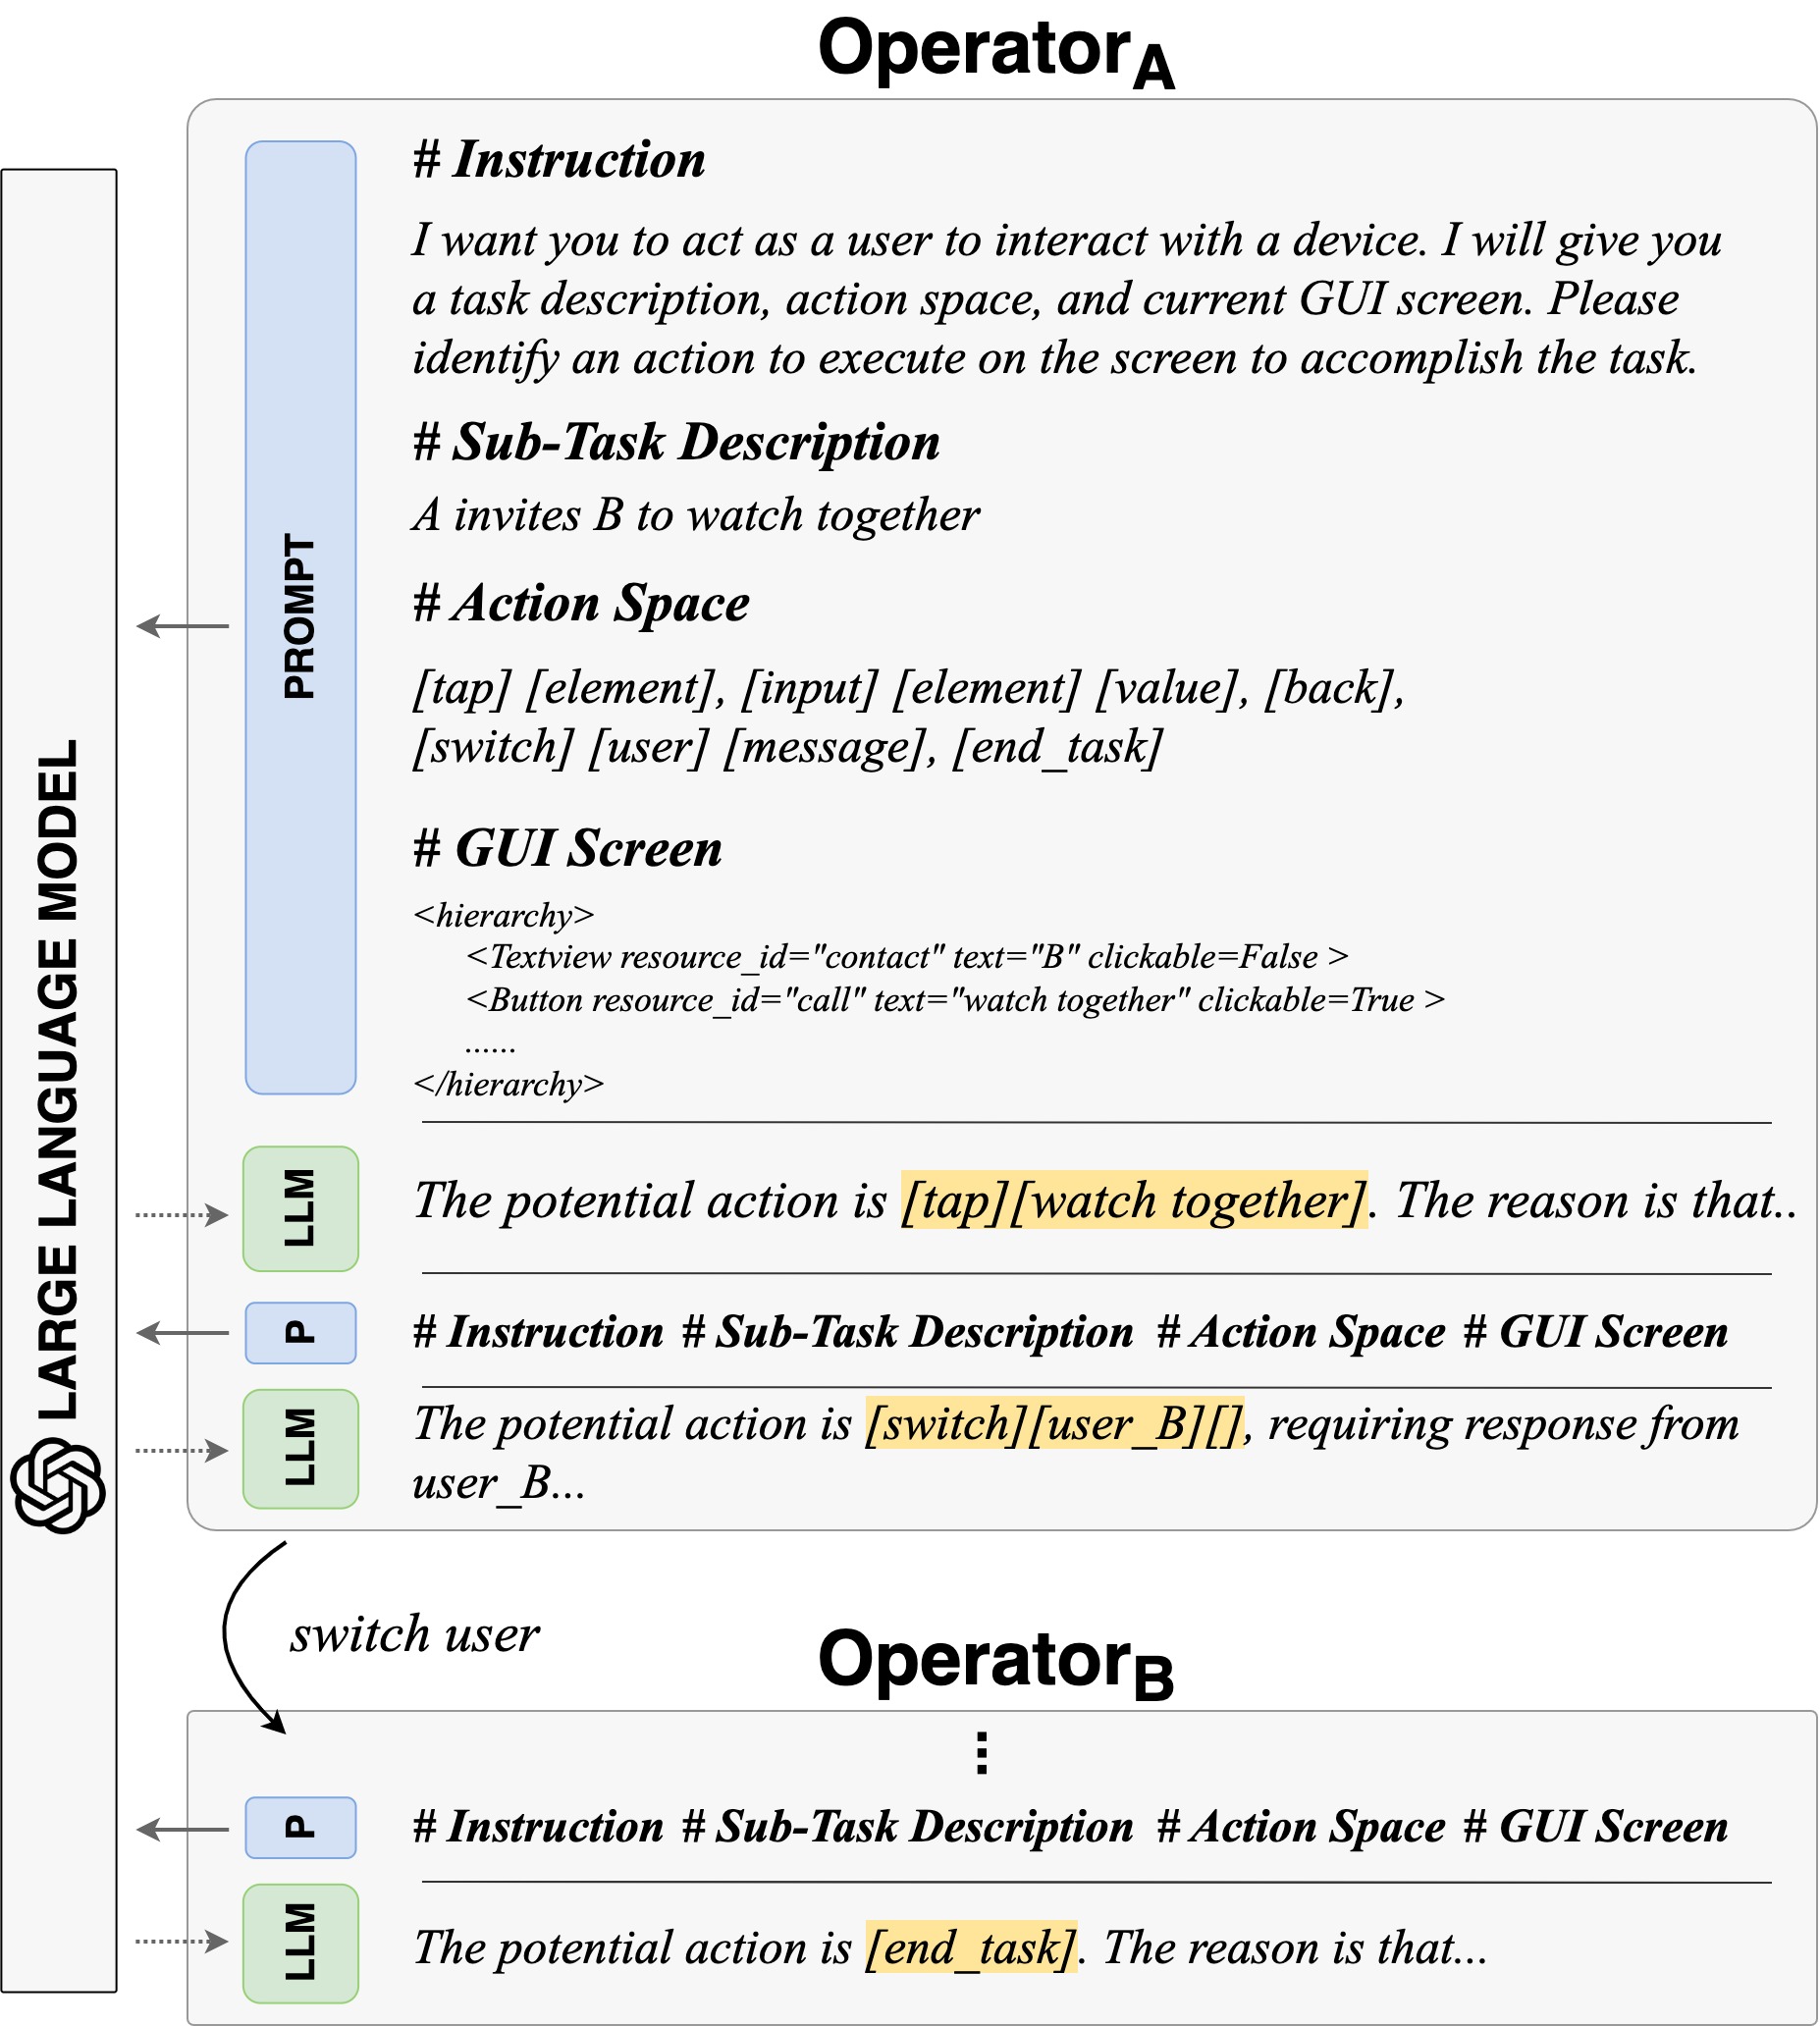 OperatorA
LARGE LANGUAGE MODEL
PROMPT
# Instruction
I want you to act as a user to interact with a device. I will give you
a task description, action space, and current GUI screen. Please
identify an action to execute on the screen to accomplish the task.
# Sub-Task Description
A invites B to watch together
# Action Space
[tap] [element], [input] [element] [value], [back],
[switch] [user] [message], [end_task]
# GUI Screen
<hierarchy>
<Textview resource_id="contact" text="B" clickable=False >
<Button resource_id="call" text="watch together" clickable=True >
......
</hierarchy>
LLM
The potential action is [tap][watch together]. The reason is that..
P
# Instruction # Sub-Task Description # Action Space # GUI Screen
LLM
The potential action is [switch][user_B][], requiring response from
user_B...
switch user
OperatorB
⋮
P
# Instruction # Sub-Task Description # Action Space # GUI Screen
LLM
The potential action is [end_task]. The reason is that...